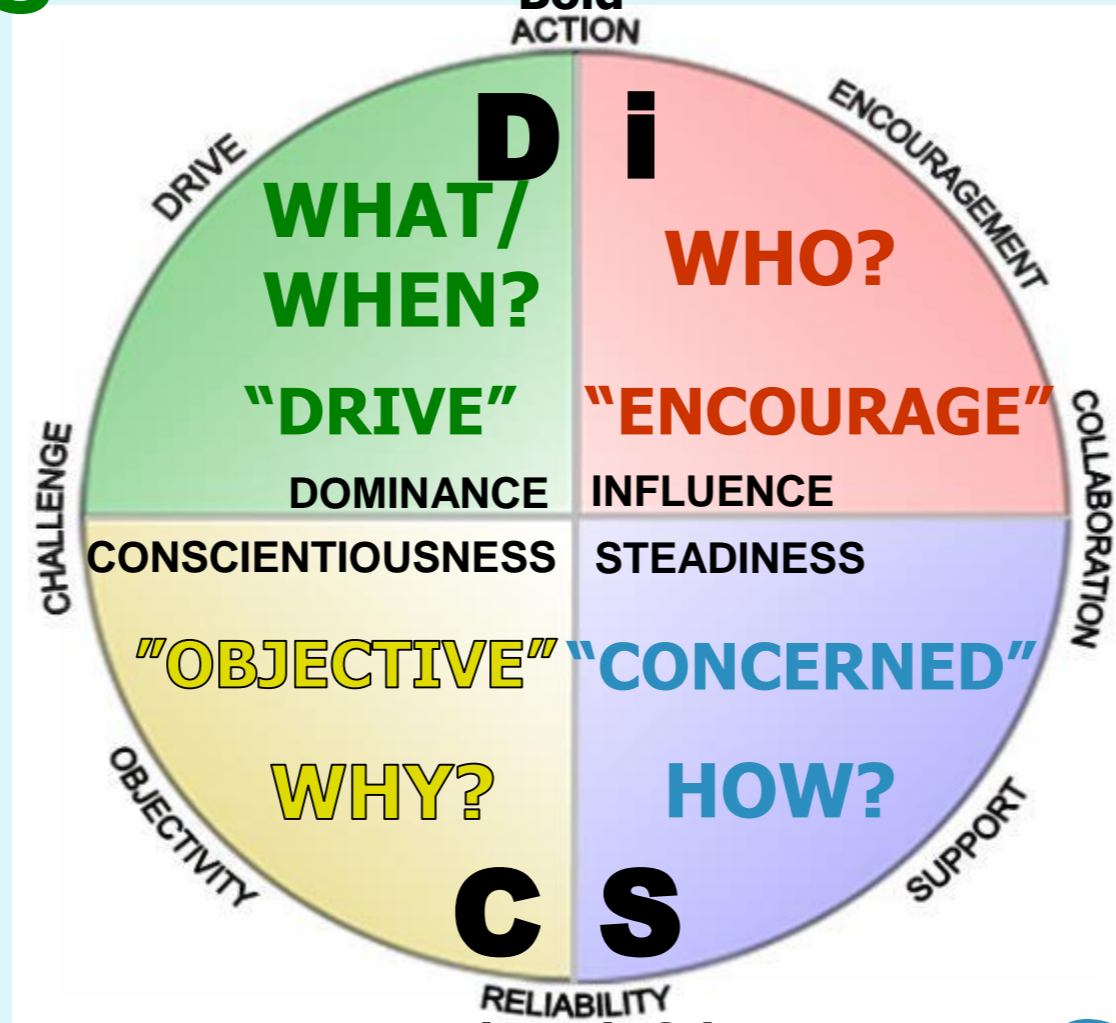 Bold
ACTION
DRIVE
ENCOURAGEMENT
D i
WHAT/
WHEN?
WHO?
“DRIVE”
“ENCOURAGE”
DOMINANCE
INFLUENCE
CHALLENGE
COLLABORATION
CONSCIENTIOUSNESS
STEADINESS
”OBJECTIVE”
“CONCERNED”
WHY?
HOW?
OBJECTIVITY
SUPPORT
C S
RELIABILITY